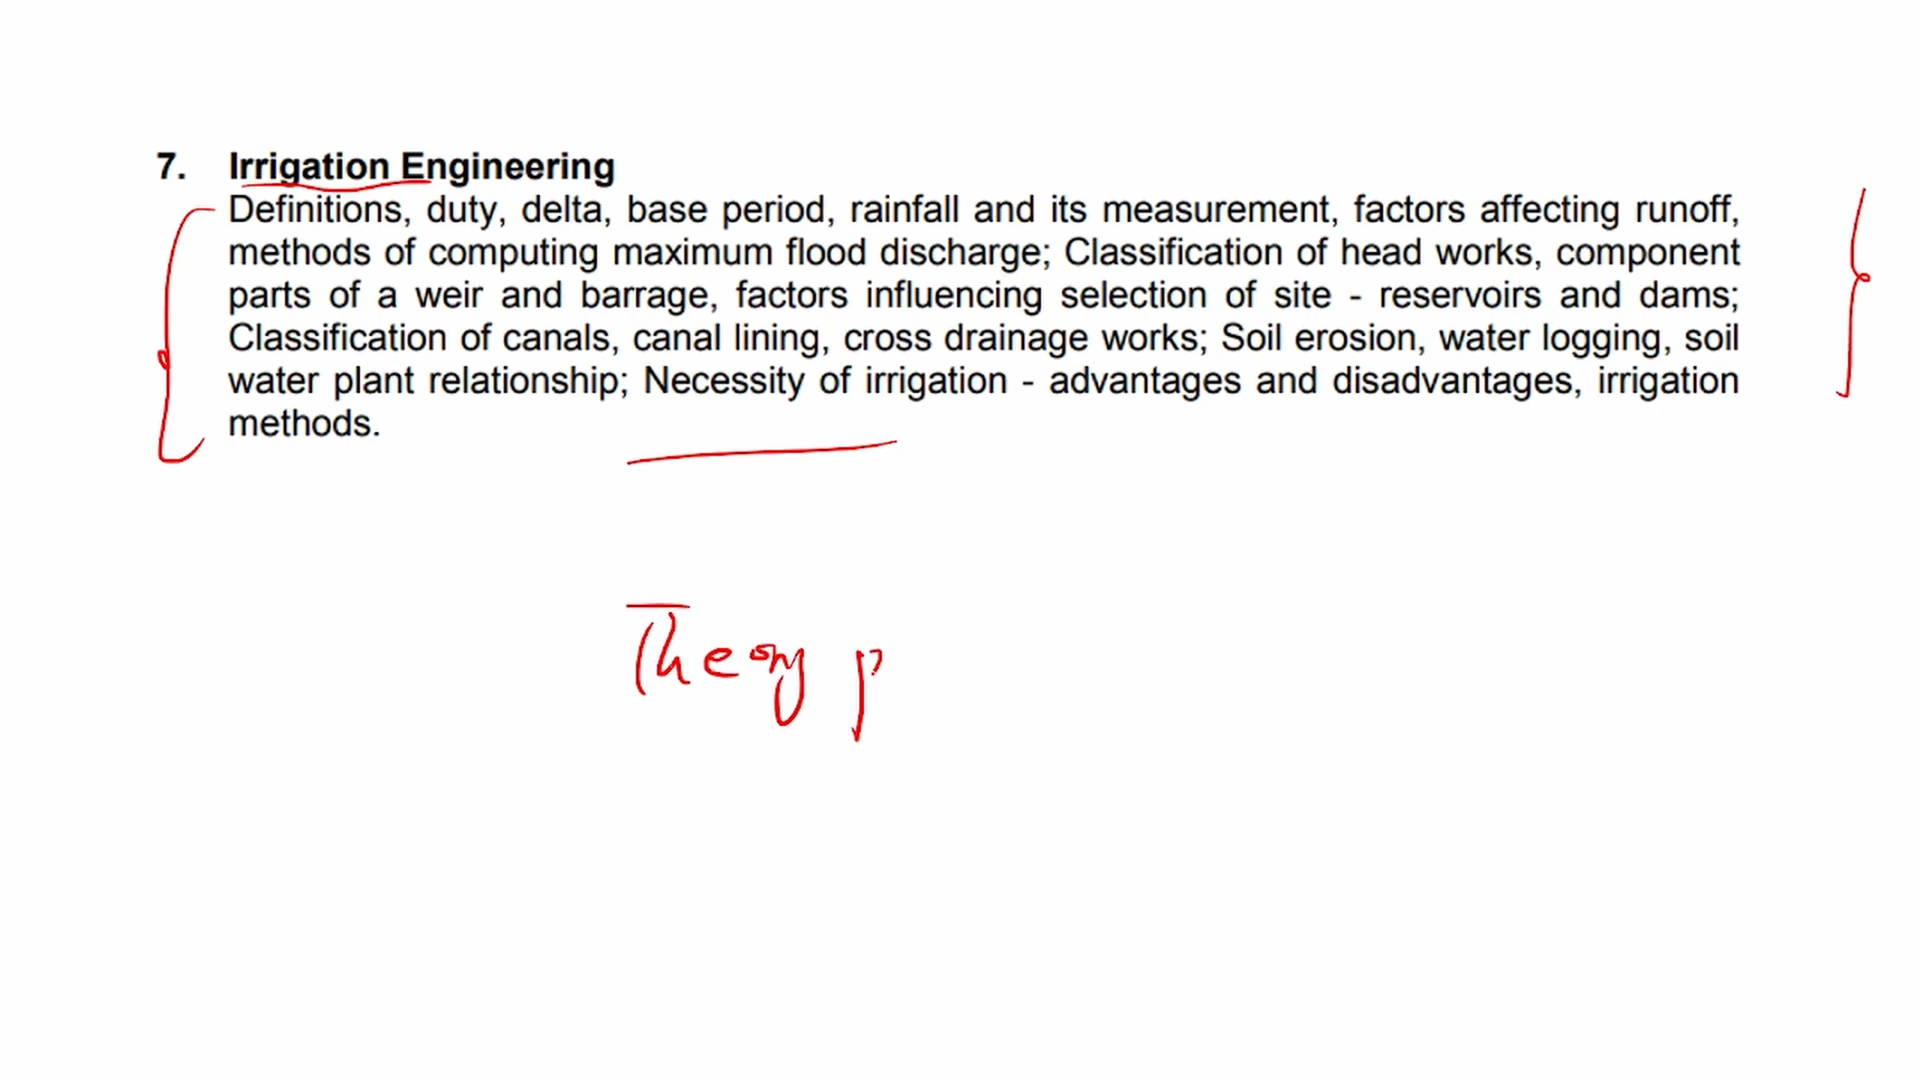 7. Irrigation Engineering
Definitions, duty, delta, base period, rainfall and its measurement, factors affecting runoff,
methods of computing maximum flood discharge; Classification of head works, component
parts of a weir and barrage, factors influencing selection of site - reservoirs and dams;
Classification of canals, canal lining, cross drainage works; Soil erosion, water logging, soil
water plant relationship; Necessity of irrigation - advantages and disadvantages, irrigation
methods.
Theory p